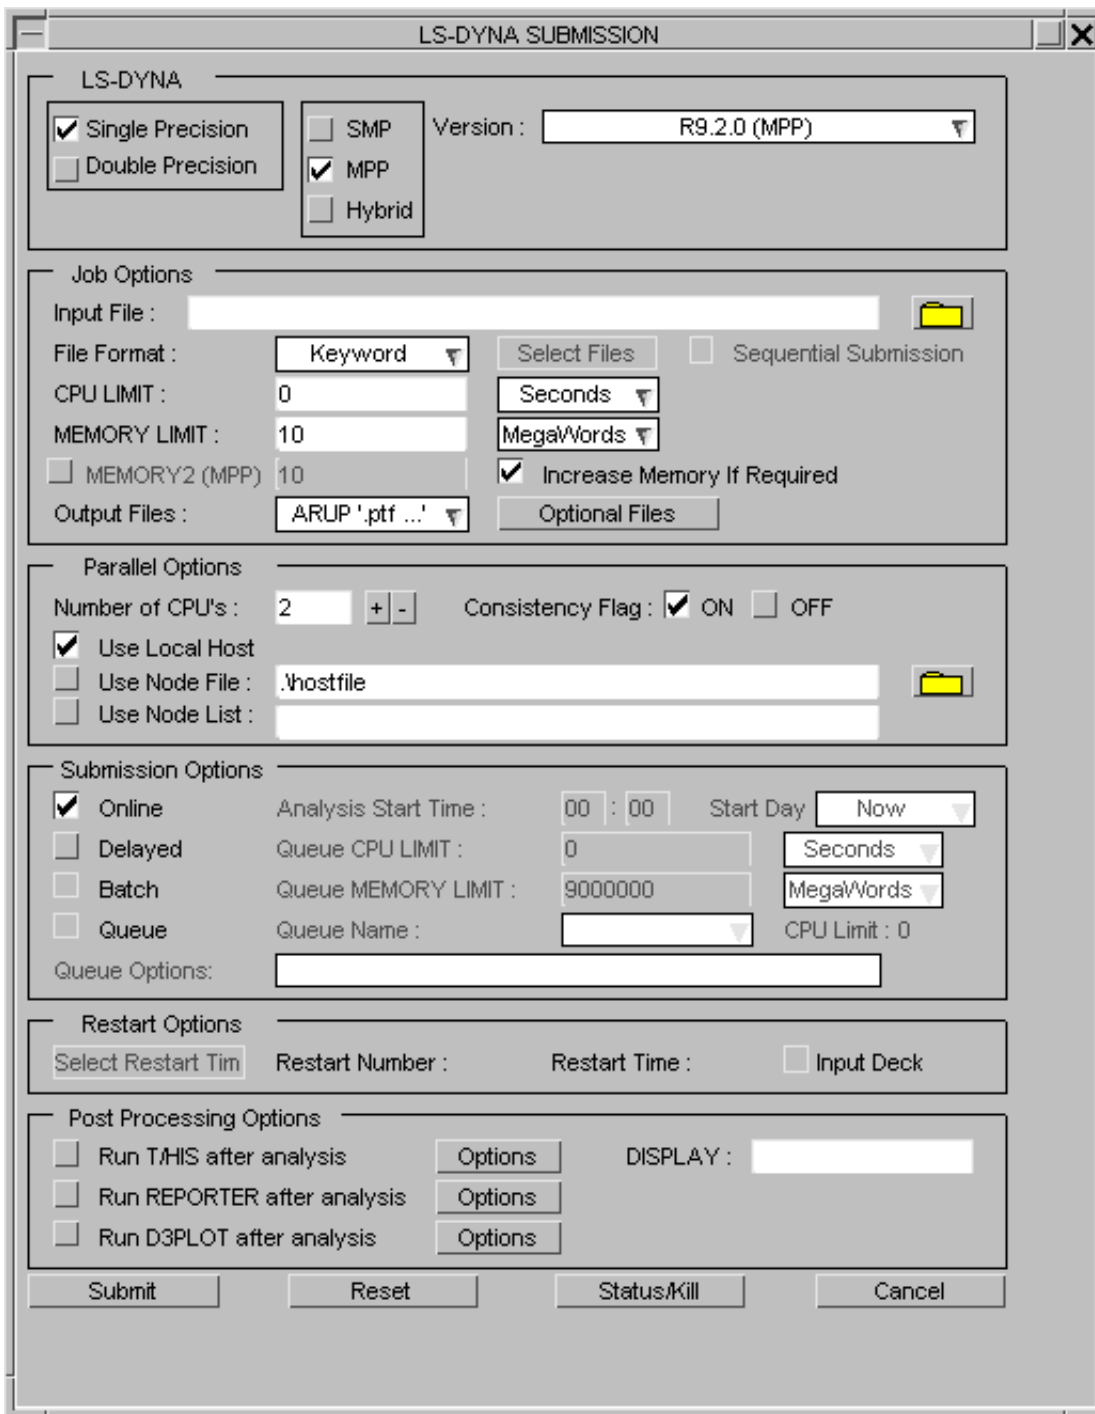 LS-DYNA SUBMISSION
LS-DYNA
Single Precision SMP Version : R9.2.0 (MPP)
Double Precision MPP
Hybrid
Job Options
Input File :
File Format : Keyword Select Files Sequential Submission
CPU LIMIT : 0 Seconds
MEMORY LIMIT : 10 MegaWords
MEMORY2 (MPP) 10 Increase Memory If Required
Output Files : ARUP '.ptf ...' Optional Files
Parallel Options
Number of CPU's : 2 + - Consistency Flag : ON OFF
Use Local Host
Use Node File : .\hostfile
Use Node List :
Submission Options
Online Analysis Start Time : 00 : 00 Start Day Now
Delayed Queue CPU LIMIT : 0 Seconds
Batch Queue MEMORY LIMIT : 9000000 MegaWords
Queue Queue Name : CPU Limit : 0
Queue Options:
Restart Options
Select Restart Tim Restart Number : Restart Time : Input Deck
Post Processing Options
Run T/HIS after analysis Options DISPLAY :
Run REPORTER after analysis Options
Run D3PLOT after analysis Options
Submit Reset Status/Kill Cancel